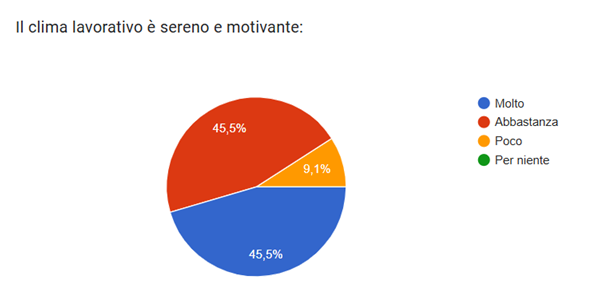 Il clima lavorativo è sereno e motivante:
Molto
Abbastanza
Poco
Per niente
45,5%
9,1%
45,5%